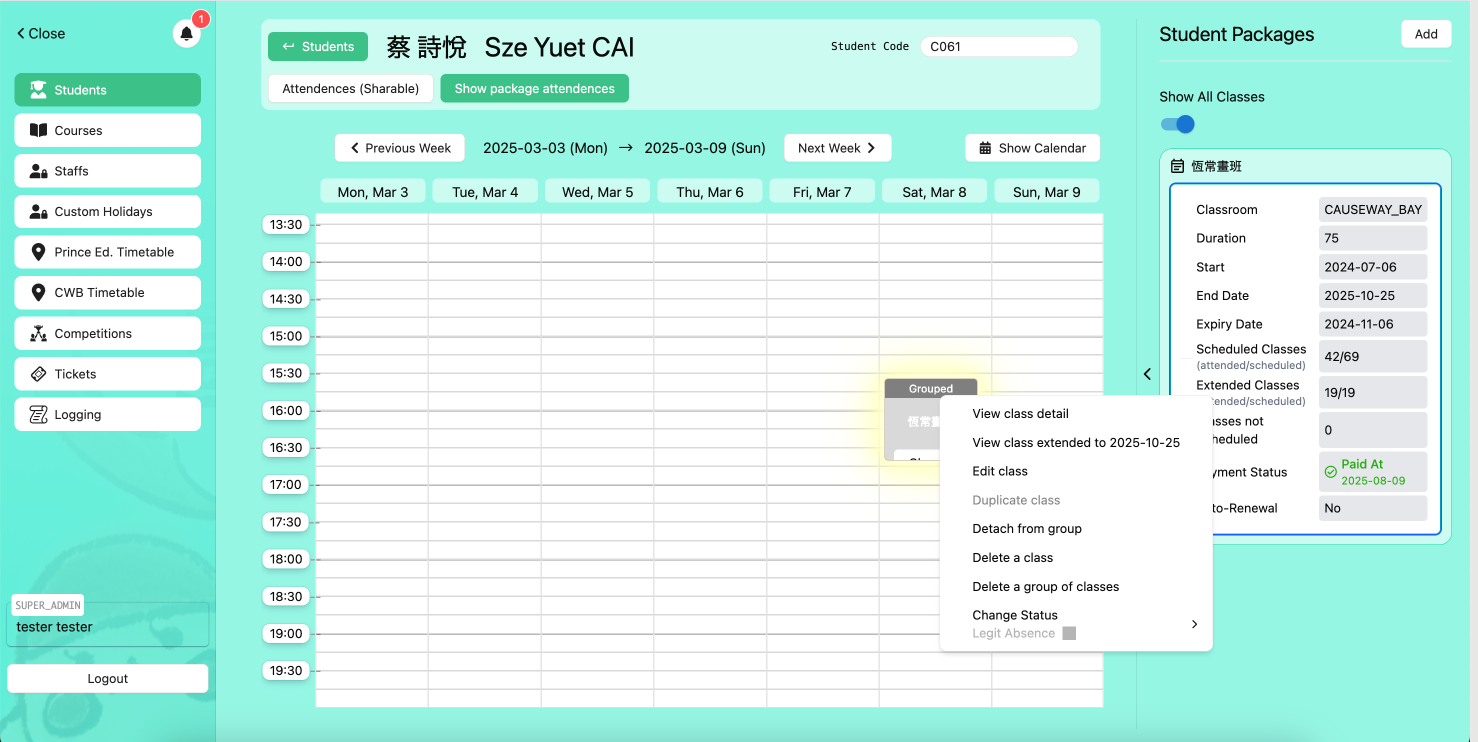 Close
1
Students
Courses
Staffs
Custom Holidays
Prince Ed. Timetable
CWB Timetable
Competitions
Tickets
Logging
SUPER_ADMIN
tester tester
Logout
Students
蔡 詩悅 Sze Yuet CAI
Student Code
C061
Attendences (Sharable)
Show package attendences
Previous Week
2025-03-03 (Mon) → 2025-03-09 (Sun)
Next Week
Show Calendar
Mon, Mar 3
Tue, Mar 4
Wed, Mar 5
Thu, Mar 6
Fri, Mar 7
Sat, Mar 8
Sun, Mar 9
13:30
14:00
14:30
15:00
15:30
16:00
16:30
17:00
17:30
18:00
18:30
19:00
19:30
Grouped
恆常
View class detail
View class extended to 2025-10-25
Edit class
Duplicate class
Detach from group
Delete a class
Delete a group of classes
Change Status
Legit Absence
Student Packages
Add
Show All Classes
恆常畫班
Classroom
CAUSEWAY_BAY
Duration
75
Start
2024-07-06
End Date
2025-10-25
Expiry Date
2024-11-06
Scheduled Classes
(attended/scheduled)
42/69
Extended Classes
tended/scheduled)
19/19
sses not
heduled
0
yment Status
Paid At
2025-08-09
to-Renewal
No